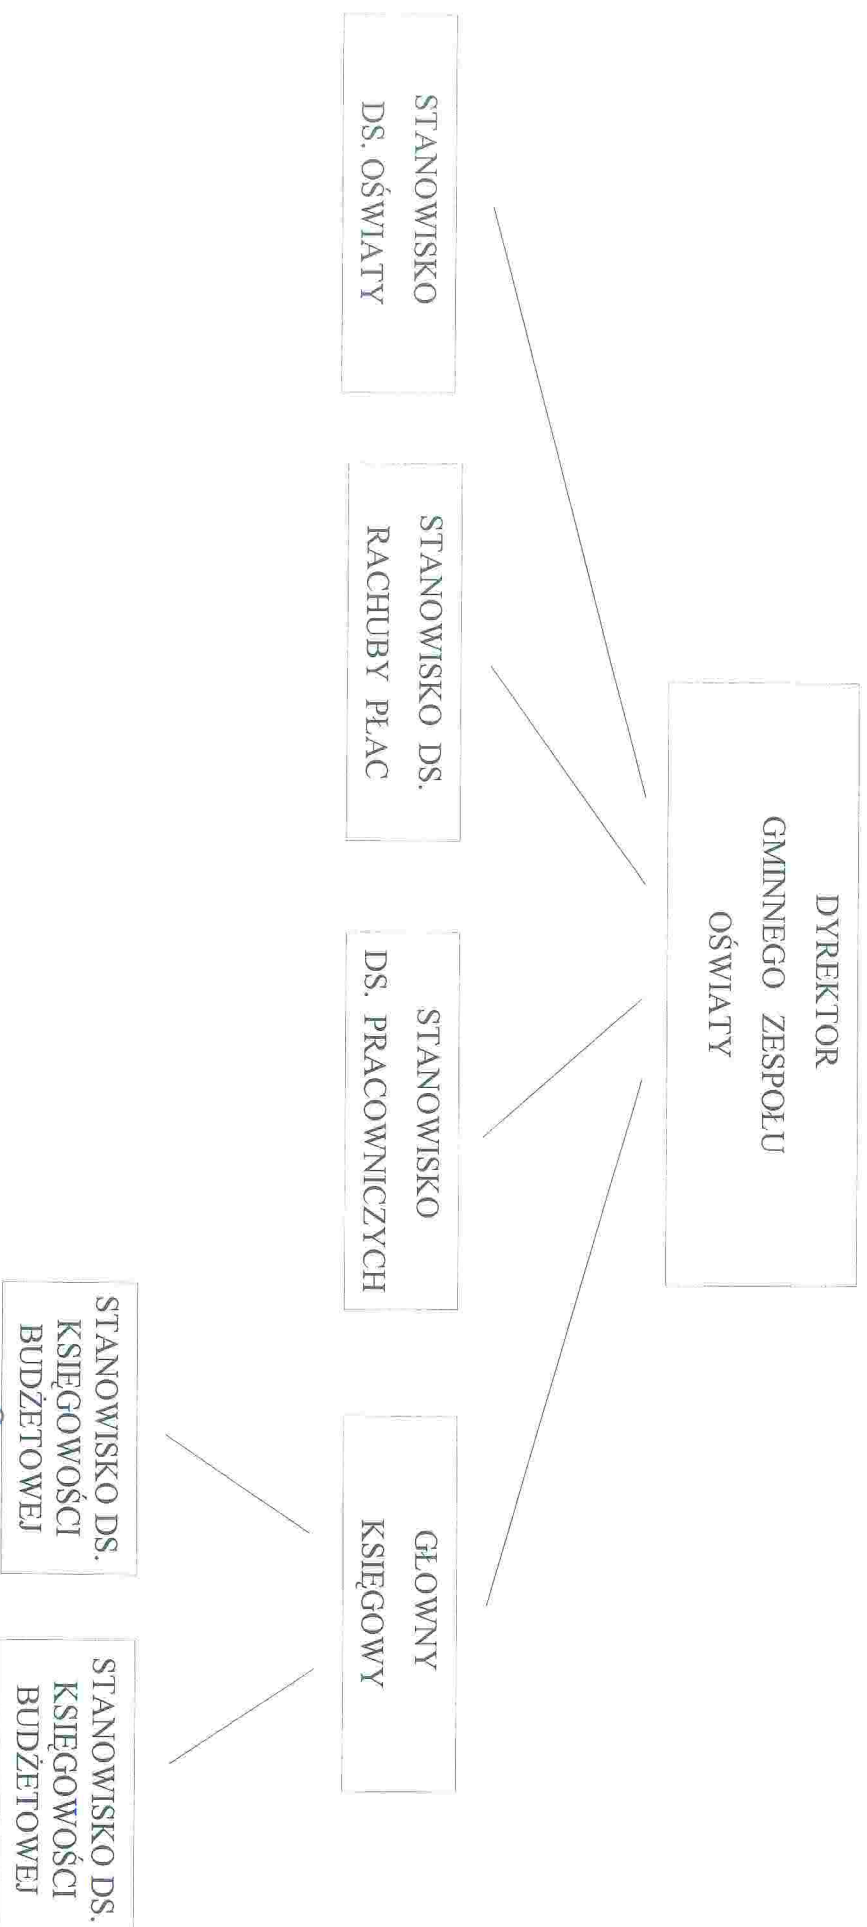 DYREKTOR
GMINNEGO ZESPOŁU
OŚWIATY
STANOWISKO
DS. OŚWIATY
STANOWISKO DS.
RACHUBY PŁAC
STANOWISKO
DS. PRACOWNICZYCH
GŁOWNY
KSIĘGOWY
STANOWISKO DS.
KSIĘGOWOŚCI
BUDŻETOWEJ
STANOWISKO DS.
KSIĘGOWOŚCI
BUDŻETOWEJ